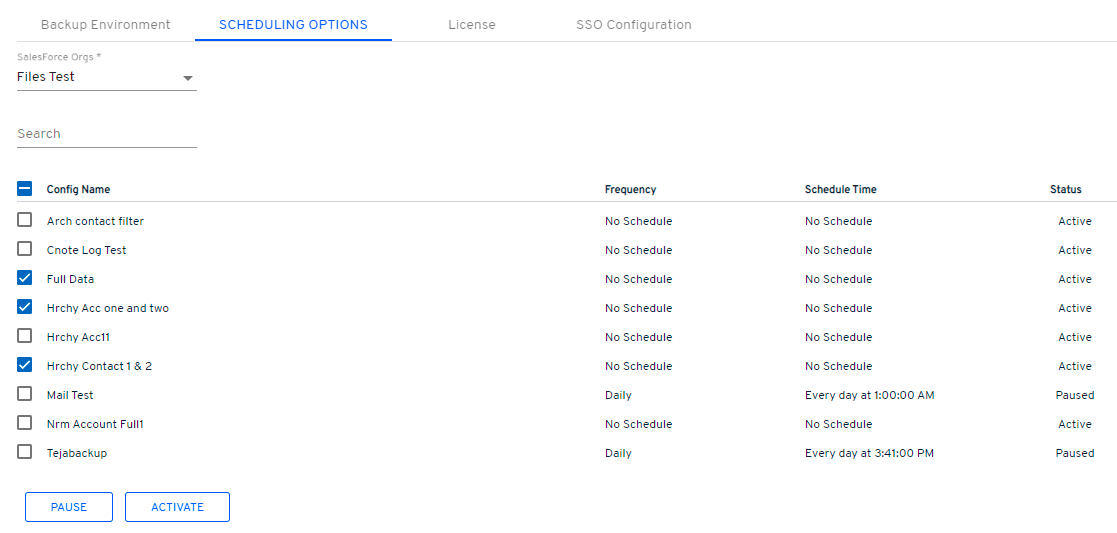 Backup Environment SCHEDULING OPTIONS License SSO Configuration
SalesForce Orgs *
Files Test
Search
Config Name Frequency Schedule Time Status
Arch contact filter No Schedule No Schedule Active
Cnote Log Test No Schedule No Schedule Active
Full Data No Schedule No Schedule Active
Hrchy Acc one and two No Schedule No Schedule Active
Hrchy Acc11 No Schedule No Schedule Active
Hrchy Contact 1 & 2 No Schedule No Schedule Active
Mail Test Daily Every day at 1:00:00 AM Paused
Nrm Account Full1 No Schedule No Schedule Active
Tejabackup Daily Every day at 3:41:00 PM Paused
PAUSE ACTIVATE